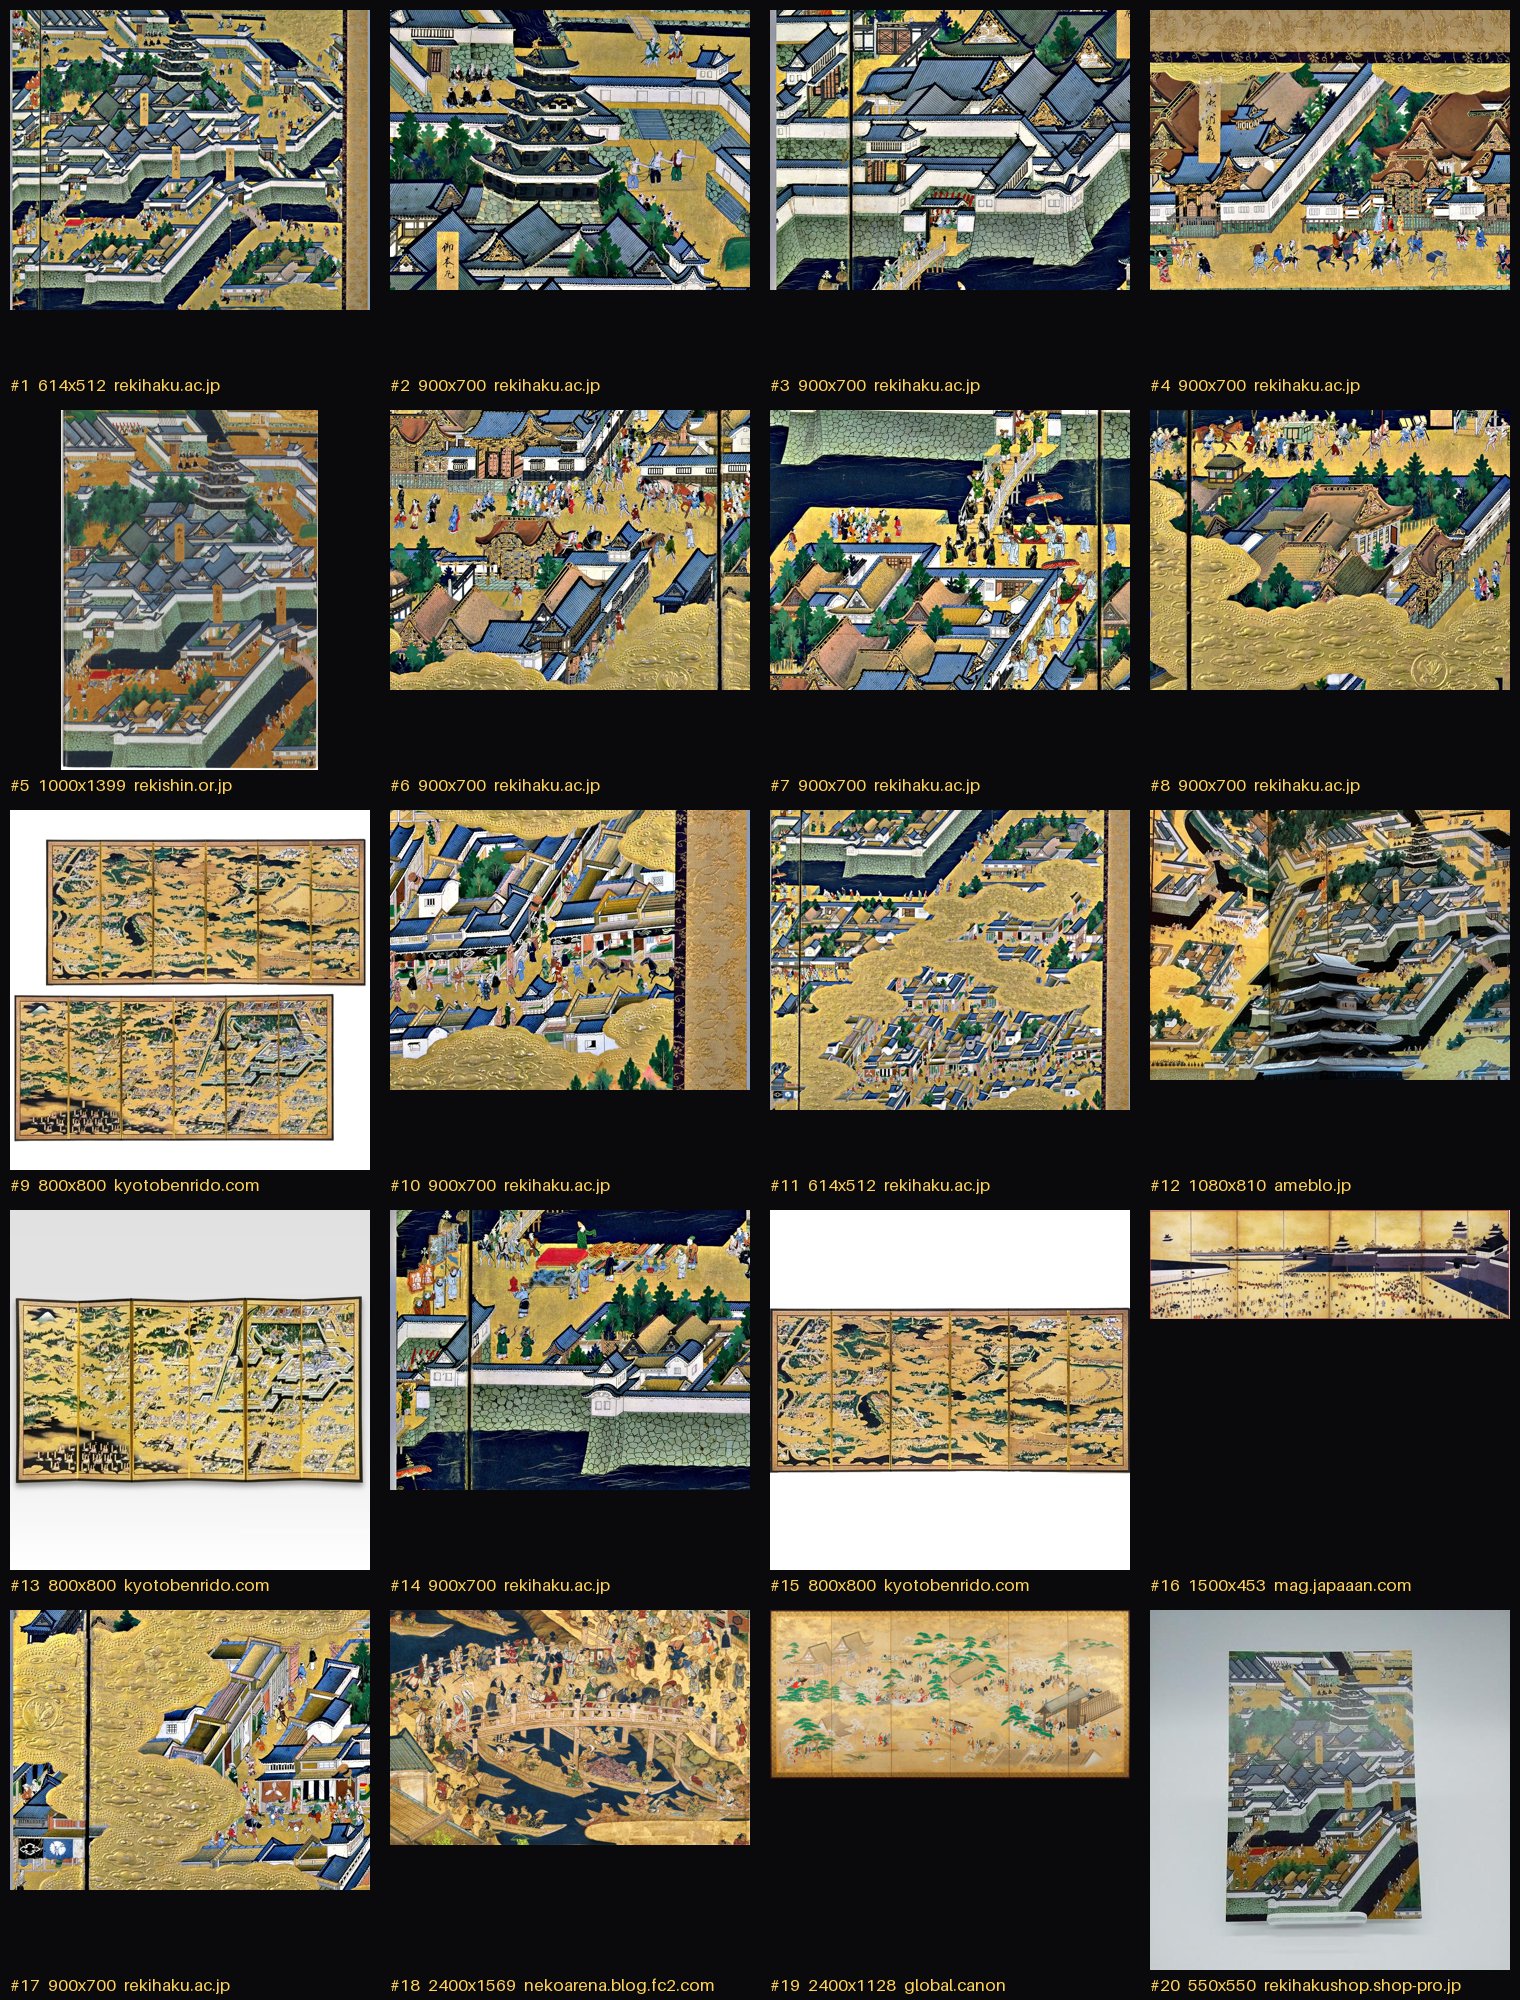 #1 614x512 rekihaku.ac.jp
#2 900x700 rekihaku.ac.jp
#3 900x700 rekihaku.ac.jp
#4 900x700 rekihaku.ac.jp
御本丸
#5 1000x1399 rekishin.or.jp
#6 900x700 rekihaku.ac.jp
#7 900x700 rekihaku.ac.jp
#8 900x700 rekihaku.ac.jp
#9 800x800 kyotobenrido.com
#10 900x700 rekihaku.ac.jp
#11 614x512 rekihaku.ac.jp
#12 1080x810 ameblo.jp
#13 800x800 kyotobenrido.com
#14 900x700 rekihaku.ac.jp
#15 800x800 kyotobenrido.com
#16 1500x453 mag.japaaan.com
#17 900x700 rekihaku.ac.jp
#18 2400x1569 nekoarena.blog.fc2.com
#19 2400x1128 global.canon
#20 550x550 rekihakushop.shop-pro.jp